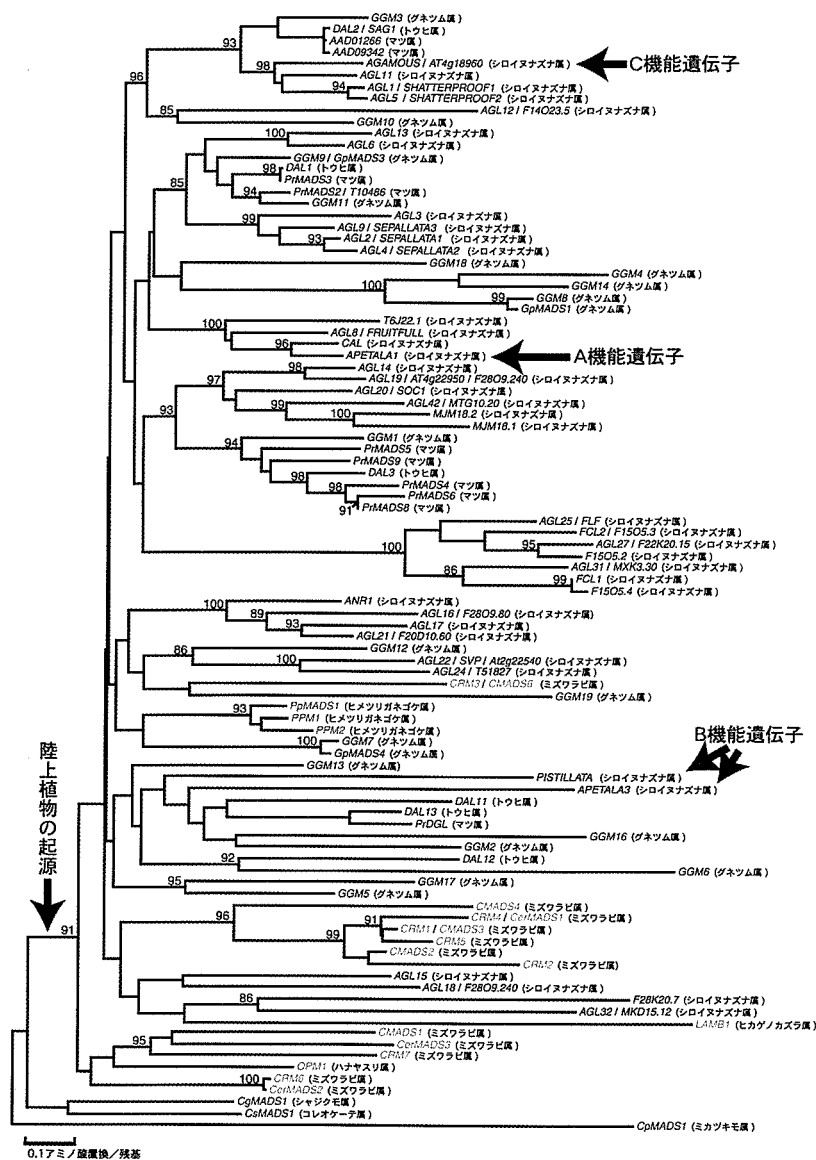 GGM3 (グネツム属)
DAL2 / SAG1 (トウヒ属)
AAD01266 (マツ属)
AAD09342 (マツ属)
93
98
AGAMOUS / AT4g18960 (シロイヌナズナ属)
C機能遺伝子
AGL11 (シロイヌナズナ属)
96
94
AGL1 / SHATTERPROOF1 (シロイヌナズナ属)
AGL5 / SHATTERPROOF2 (シロイヌナズナ属)
85
AGL12 / F14O23.5 (シロイヌナズナ属)
GGM10 (グネツム属)
100
AGL13 (シロイヌナズナ属)
AGL6 (シロイヌナズナ属)
GGM9 / GpMADS3 (グネツム属)
98
DAL1 (トウヒ属)
PrMADS3 (マツ属)
85
94
PrMADS2 / T10466 (マツ属)
GGM11 (グネツム属)
99
AGL3 (シロイヌナズナ属)
AGL9 / SEPALLATA3 (シロイヌナズナ属)
93
AGL2 / SEPALLATA1 (シロイヌナズナ属)
AGL4 / SEPALLATA2 (シロイヌナズナ属)
GGM18 (グネツム属)
100
GGM4 (グネツム属)
GGM14 (グネツム属)
99
GGM8 (グネツム属)
GpMADS1 (グネツム属)
100
T6J22.1 (シロイヌナズナ属)
AGL8 / FRUITFULL (シロイヌナズナ属)
96
CAL (シロイヌナズナ属)
APETALA1 (シロイヌナズナ属)
A機能遺伝子
98
AGL14 (シロイヌナズナ属)
97
AGL19 / AT4g22950 / F28O9.240 (シロイヌナズナ属)
AGL20 / SOC1 (シロイヌナズナ属)
99
AGL42 / MTG10.20 (シロイヌナズナ属)
93
100
MJM18.2 (シロイヌナズナ属)
MJM18.1 (シロイヌナズナ属)
94
GGM1 (グネツム属)
PrMADS5 (マツ属)
PrMADS9 (マツ属)
98
DAL3 (トウヒ属)
98
PrMADS4 (マツ属)
PrMADS6 (マツ属)
91
PrMADS8 (マツ属)
AGL25 / FLF (シロイヌナズナ属)
FCL2 / F15O5.3 (シロイヌナズナ属)
100
95
AGL27 / F22K20.15 (シロイヌナズナ属)
F15O5.2 (シロイヌナズナ属)
86
AGL31 / MXK3.30 (シロイヌナズナ属)
99
FCL1 (シロイヌナズナ属)
F15O5.4 (シロイヌナズナ属)
100
ANR1 (シロイヌナズナ属)
89
AGL16 / F28O9.80 (シロイヌナズナ属)
93
AGL17 (シロイヌナズナ属)
AGL21 / F20D10.60 (シロイヌナズナ属)
86
GGM12 (グネツム属)
100
AGL22 / SVP / At2g22540 (シロイヌナズナ属)
AGL24 / T51827 (シロイヌナズナ属)
CRM3 / CMADS6 (ミズワラビ属)
GGM19 (グネツム属)
93
PpMADS1 (ヒメツリガネゴケ属)
PPM1 (ヒメツリガネゴケ属)
PPM2 (ヒメツリガネゴケ属)
100
GGM7 (グネツム属)
GpMADS4 (グネツム属)
B機能遺伝子
GGM13 (グネツム属)
PISTILLATA (シロイヌナズナ属)
APETALA3 (シロイヌナズナ属)
DAL11 (トウヒ属)
DAL13 (トウヒ属)
PrDGL (マツ属)
GGM16 (グネツム属)
GGM2 (グネツム属)
92
DAL12 (トウヒ属)
GGM6 (グネツム属)
95
GGM17 (グネツム属)
GGM5 (グネツム属)
陸上植物の起源
91
96
CMADS4 (ミズワラビ属)
91
CRM4 / CerMADS1 (ミズワラビ属)
99
CRM1 / CMADS3 (ミズワラビ属)
CRM5 (ミズワラビ属)
CMADS2 (ミズワラビ属)
CRM2 (ミズワラビ属)
AGL15 (シロイヌナズナ属)
AGL18 / F28O9.240 (シロイヌナズナ属)
86
F28K20.7 (シロイヌナズナ属)
AGL32 / MKD15.12 (シロイヌナズナ属)
LAMB1 (ヒカゲノカズラ属)
95
CMADS1 (ミズワラビ属)
CerMADS3 (ミズワラビ属)
CRM7 (ミズワラビ属)
OPM1 (ハナヤスリ属)
100
CRM6 (ミズワラビ属)
CerMADS2 (ミズワラビ属)
CgMADS1 (シャジクモ属)
CsMADS1 (コレオケーテ属)
CpMADS1 (ミカヅキモ属)
0.1アミノ酸置換/残基